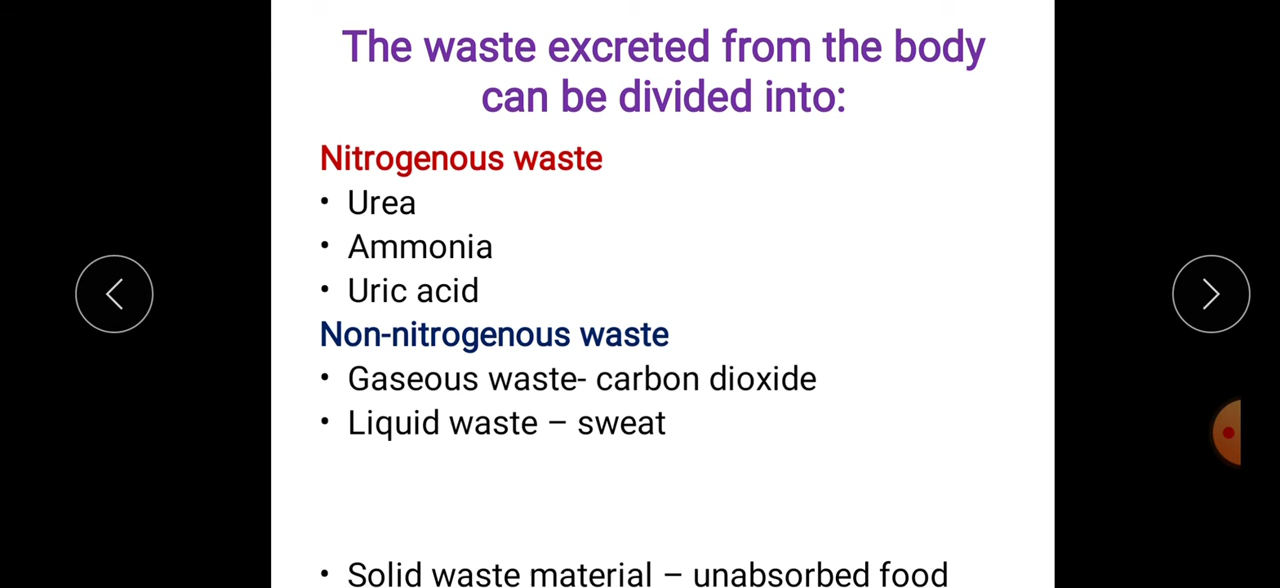 The waste excreted from the body
can be divided into:
Nitrogenous waste
• Urea
• Ammonia
• Uric acid
Non-nitrogenous waste
• Gaseous waste- carbon dioxide
• Liquid waste – sweat
• Solid waste material – unabsorbed food